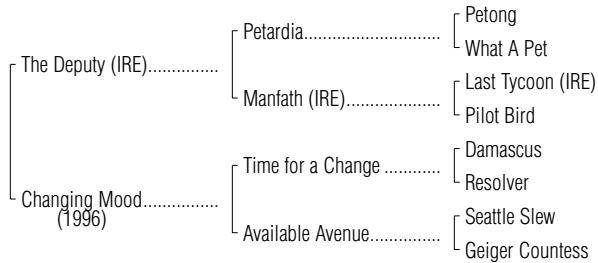 Petong
Petardia..............................
What A Pet
The Deputy (IRE)...............
Last Tycoon (IRE)
Manfath (IRE).....................
Pilot Bird
Damascus
Time for a Change ............
Resolver
Changing Mood................
(1996)
Seattle Slew
Available Avenue...............
Geiger Countess